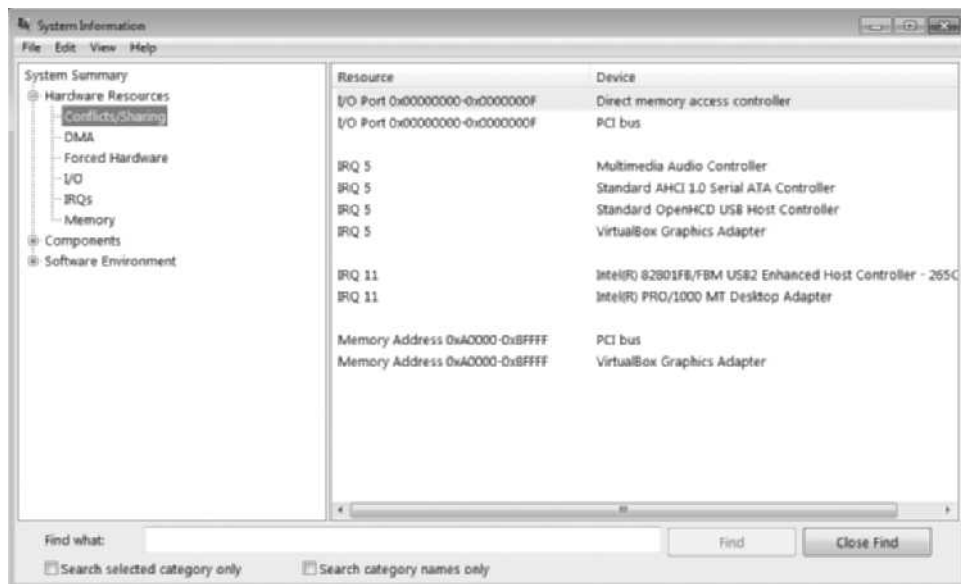 System Information
File Edit View Help
System Summary
Hardware Resources
Conflicts/Sharing
DMA
Forced Hardware
I/O
IRQs
Memory
Components
Software Environment
Resource Device
I/O Port 0x00000000-0x0000000F Direct memory access controller
I/O Port 0x00000000-0x0000000F PCI bus
IRQ 5 Multimedia Audio Controller
IRQ 5 Standard AHCI 1.0 Serial ATA Controller
IRQ 5 Standard OpenHCD USB Host Controller
IRQ 5 VirtualBox Graphics Adapter
IRQ 11 Intel(R) 82801FB/FBM USB2 Enhanced Host Controller - 265C
IRQ 11 Intel(R) PRO/1000 MT Desktop Adapter
Memory Address 0xA0000-0xBFFFF PCI bus
Memory Address 0xA0000-0xBFFFF VirtualBox Graphics Adapter
Find what: Find Close Find
Search selected category only Search category names only